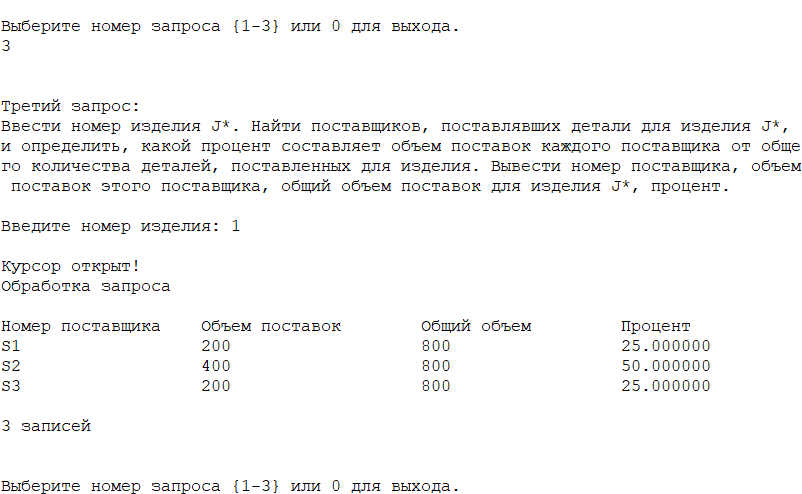 Выберите номер запроса {1-3} или 0 для выхода.
3
Третий запрос:
Ввести номер изделия J*. Найти поставщиков, поставлявших детали для изделия J*,
и определить, какой процент составляет объем поставок каждого поставщика от обще
го количества деталей, поставленных для изделия. Вывести номер поставщика, объем
поставок этого поставщика, общий объем поставок для изделия J*, процент.
Введите номер изделия: 1
Курсор открыт!
Обработка запроса
Номер поставщика Объем поставок Общий объем Процент
S1 200 800 25.000000
S2 400 800 50.000000
S3 200 800 25.000000
3 записей
Выберите номер запроса {1-3} или 0 для выхода.